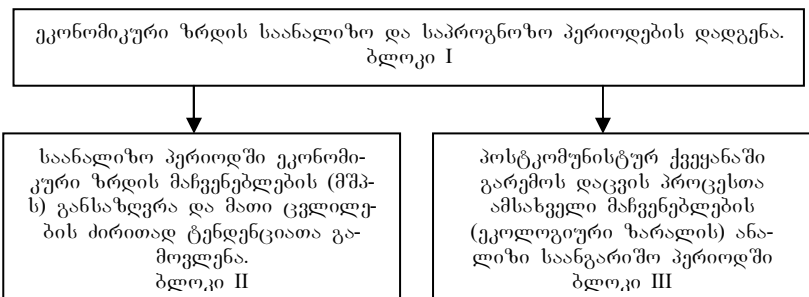 ეკონომიკური ზრდის საანალიზო და საპროგნოზო პერიოდების დადგენა.
ბლოკი I
საანალიზო პერიოდში ეკონომი-
კური ზრდის მაჩვენებლების (მშპ-
ს) განსაზღვრა და მათი ცვლილე-
ბის ძირითად ტენდენციათა გა-
მოვლენა.
ბლოკი II
პოსტკომუნისტურ ქვეყანაში
გარემოს დაცვის პროცესთა
ამსახველი მაჩვენებლების
(ეკოლოგიური ზარალის) ანა-
ლიზი საანგარიშო პერიოდში
ბლოკი III